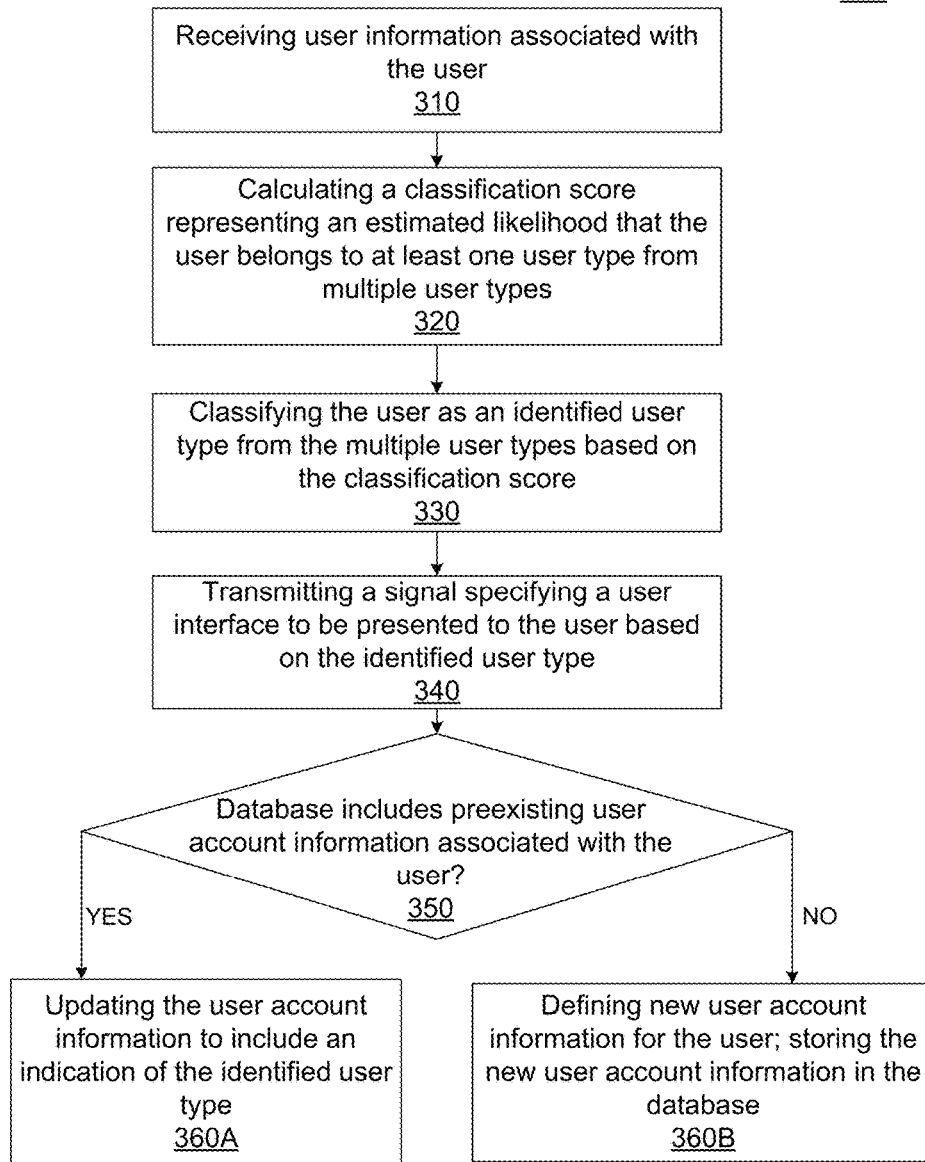 Receiving user information associated with
the user
310
Calculating a classification score
representing an estimated likelihood that the
user belongs to at least one user type from
multiple user types
320
Classifying the user as an identified user
type from the multiple user types based on
the classification score
330
Transmitting a signal specifying a user
interface to be presented to the user based
on the identified user type
340
Database includes preexisting user
account information associated with the
user?
350
YES
NO
Updating the user account
information to include an
indication of the identified user
type
360A
Defining new user account
information for the user; storing the
new user account information in the
database
360B